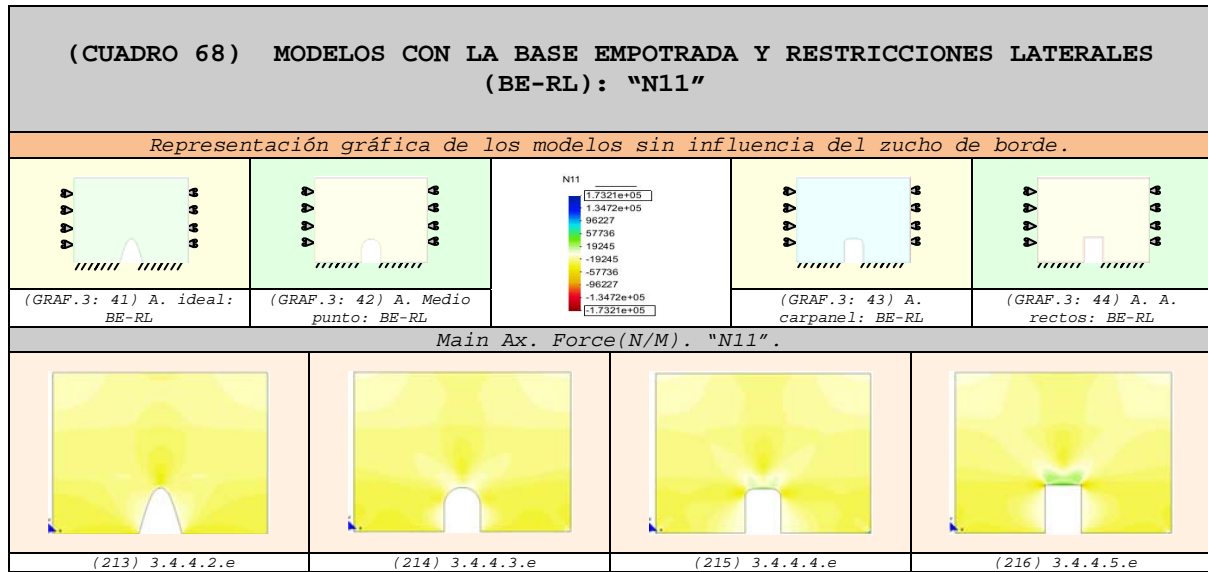 (CUADRO 68) MODELOS CON LA BASE EMPOTRADA Y RESTRICCIONES LATERALES
(BE-RL): “N11”
Representación gráfica de los modelos sin influencia del zucho de borde.
(GRAF.3: 41) A. ideal:
BE-RL
(GRAF.3: 42) A. Medio
punto: BE-RL
N11
1.7321e+05
1.3472e+05
96227
57736
19245
-19245
-57736
-96227
-1.3472e+05
-1.7321e+05
(GRAF.3: 43) A.
carpanel: BE-RL
(GRAF.3: 44) A. A.
rectos: BE-RL
Main Ax. Force(N/M). “N11”.
(213) 3.4.4.2.e
(214) 3.4.4.3.e
(215) 3.4.4.4.e
(216) 3.4.4.5.e